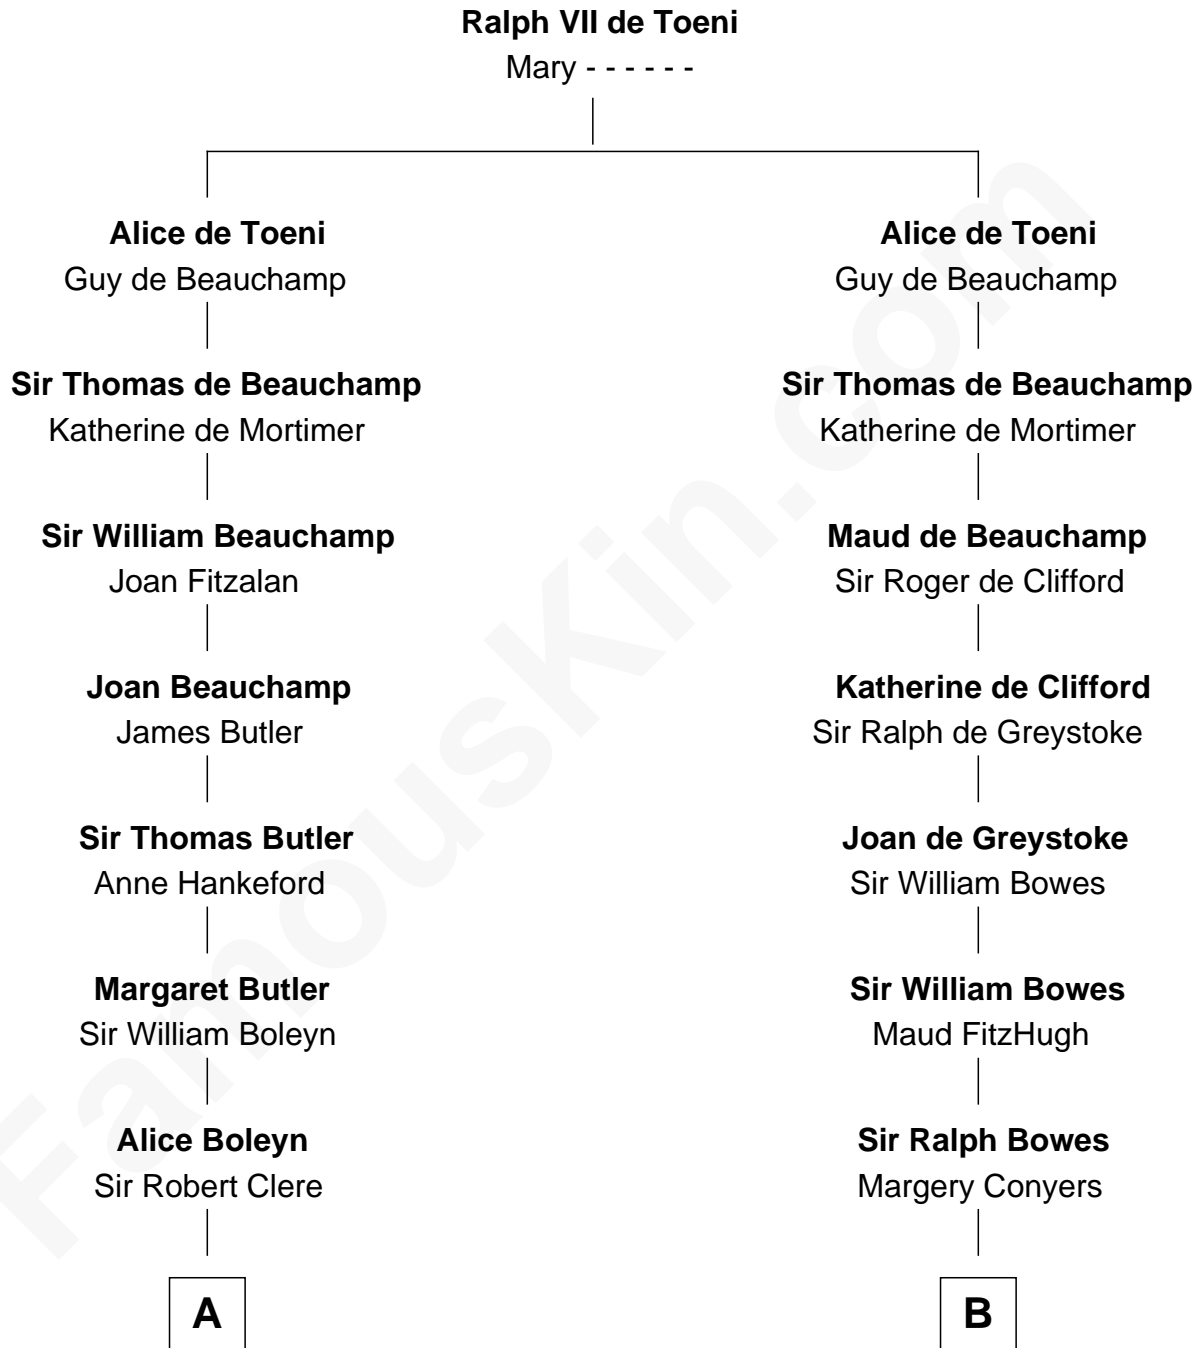 Ralph VII de Toeni
Mary - - - - - -
Alice de Toeni
Guy de Beauchamp
Sir Thomas de Beauchamp
Katherine de Mortimer
Sir William Beauchamp
Joan Fitzalan
Joan Beauchamp
James Butler
Sir Thomas Butler
Anne Hankeford
Margaret Butler
Sir William Boleyn
Alice Boleyn
Sir Robert Clere
A
Alice de Toeni
Guy de Beauchamp
Sir Thomas de Beauchamp
Katherine de Mortimer
Maud de Beauchamp
Sir Roger de Clifford
Katherine de Clifford
Sir Ralph de Greystoke
Joan de Greystoke
Sir William Bowes
Sir William Bowes
Maud FitzHugh
Sir Ralph Bowes
Margery Conyers
B
FamousKin.com